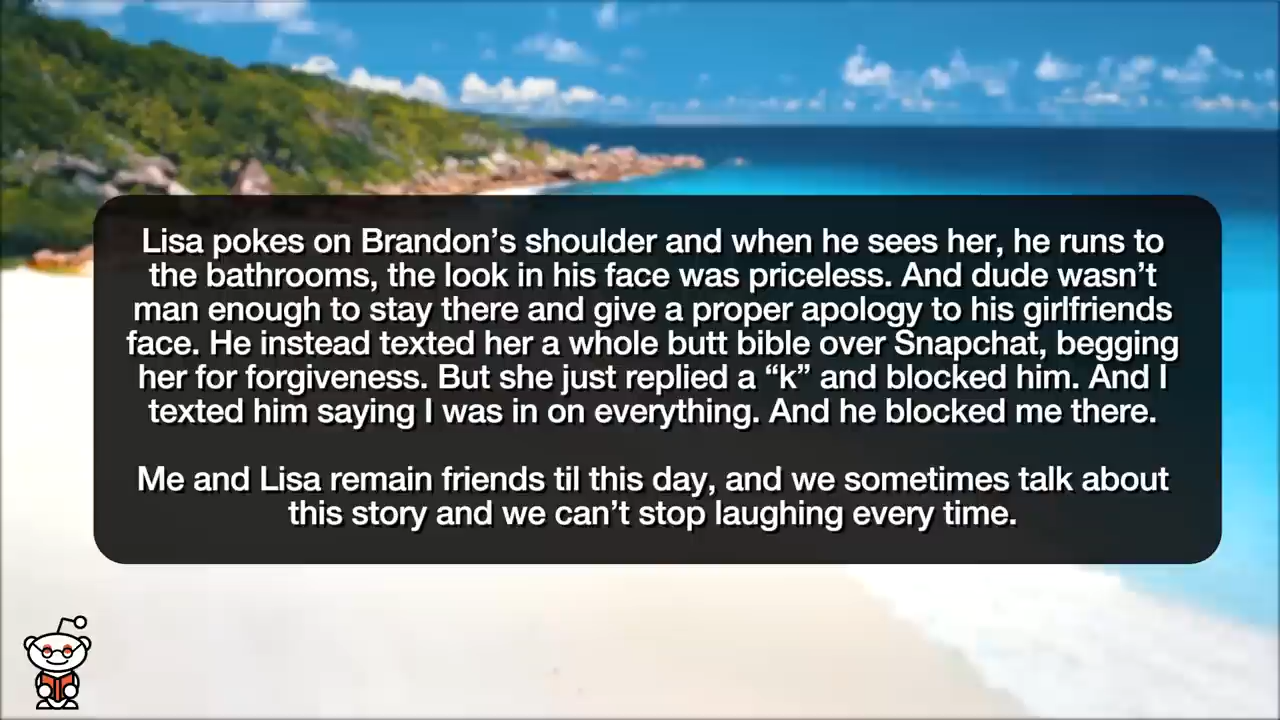 Lisa pokes on Brandon’s shoulder and when he sees her, he runs to
the bathrooms, the look in his face was priceless. And dude wasn’t
man enough to stay there and give a proper apology to his girlfriends
face. He instead texted her a whole butt bible over Snapchat, begging
her for forgiveness. But she just replied a “k” and blocked him. And I
texted him saying I was in on everything. And he blocked me there.
Me and Lisa remain friends til this day, and we sometimes talk about
this story and we can’t stop laughing every time.